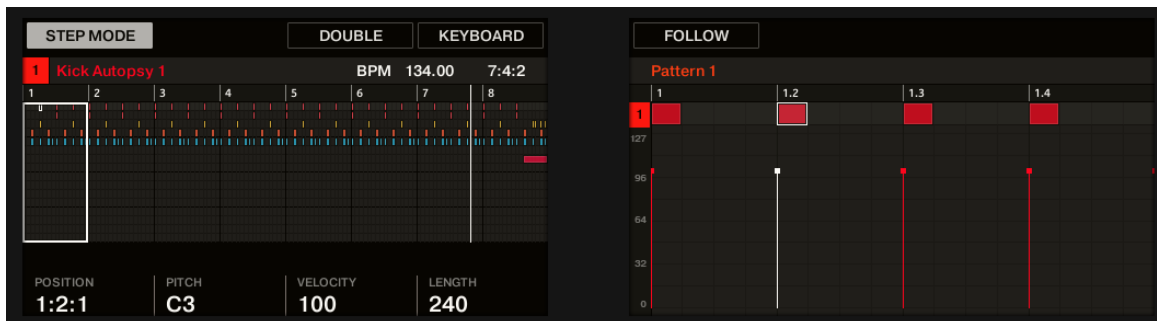 STEP MODE DOUBLE KEYBOARD
1 Kick Autopsy 1 BPM 134.00 7:4:2
1 2 3 4 5 6 7 8
POSITION PITCH VELOCITY LENGTH
1:2:1 C3 100 240
FOLLOW
Pattern 1
1 1.2 1.3 1.4
1
127
96
64
32
0